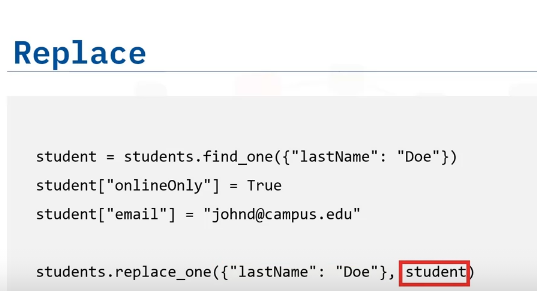 Replace
student = students.find_one({"lastName": "Doe"})
student["onlineOnly"] = True
student["email"] = "johnd@campus.edu"
students.replace_one({"lastName": "Doe"}, student)